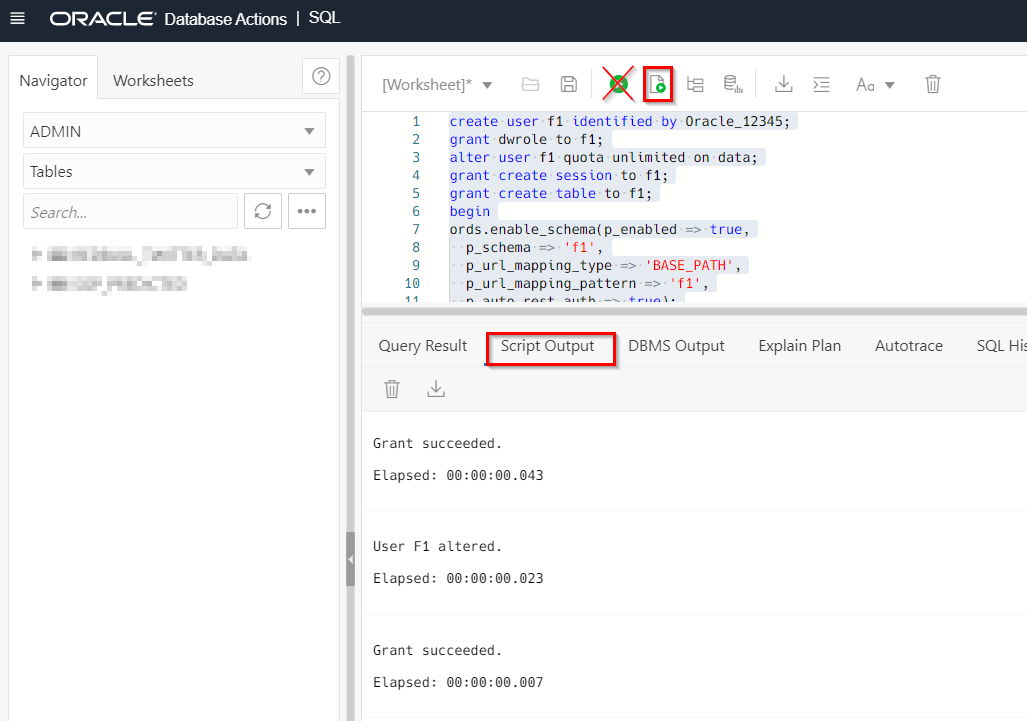 ORACLE Database Actions | SQL
Navigator
Worksheets
?
[Worksheet]*
Aa
ADMIN
Tables
Search...
1 create user f1 identified by Oracle_12345;
2 grant dwrole to f1;
3 alter user f1 quota unlimited on data;
4 grant create session to f1;
5 grant create table to f1;
6 begin
7 ords.enable_schema(p_enabled => true,
8 p_schema => 'f1',
9 p_url_mapping_type => 'BASE_PATH',
10 p_url_mapping_pattern => 'f1',
11 p_auto_rest_auth => true);
Query Result Script Output DBMS Output Explain Plan Autotrace SQL His
Grant succeeded.
Elapsed: 00:00:00.043
User F1 altered.
Elapsed: 00:00:00.023
Grant succeeded.
Elapsed: 00:00:00.007